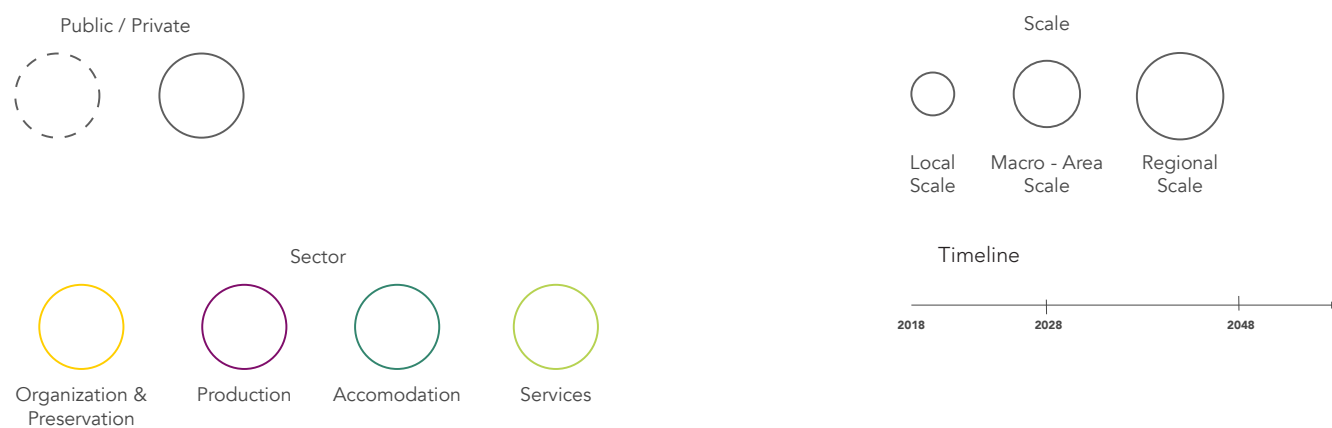 Public / Private
Scale
Local
Scale
Macro - Area
Scale
Regional
Scale
Sector
Timeline
2018
2028
2048
Organization &
Preservation
Production
Accomodation
Services